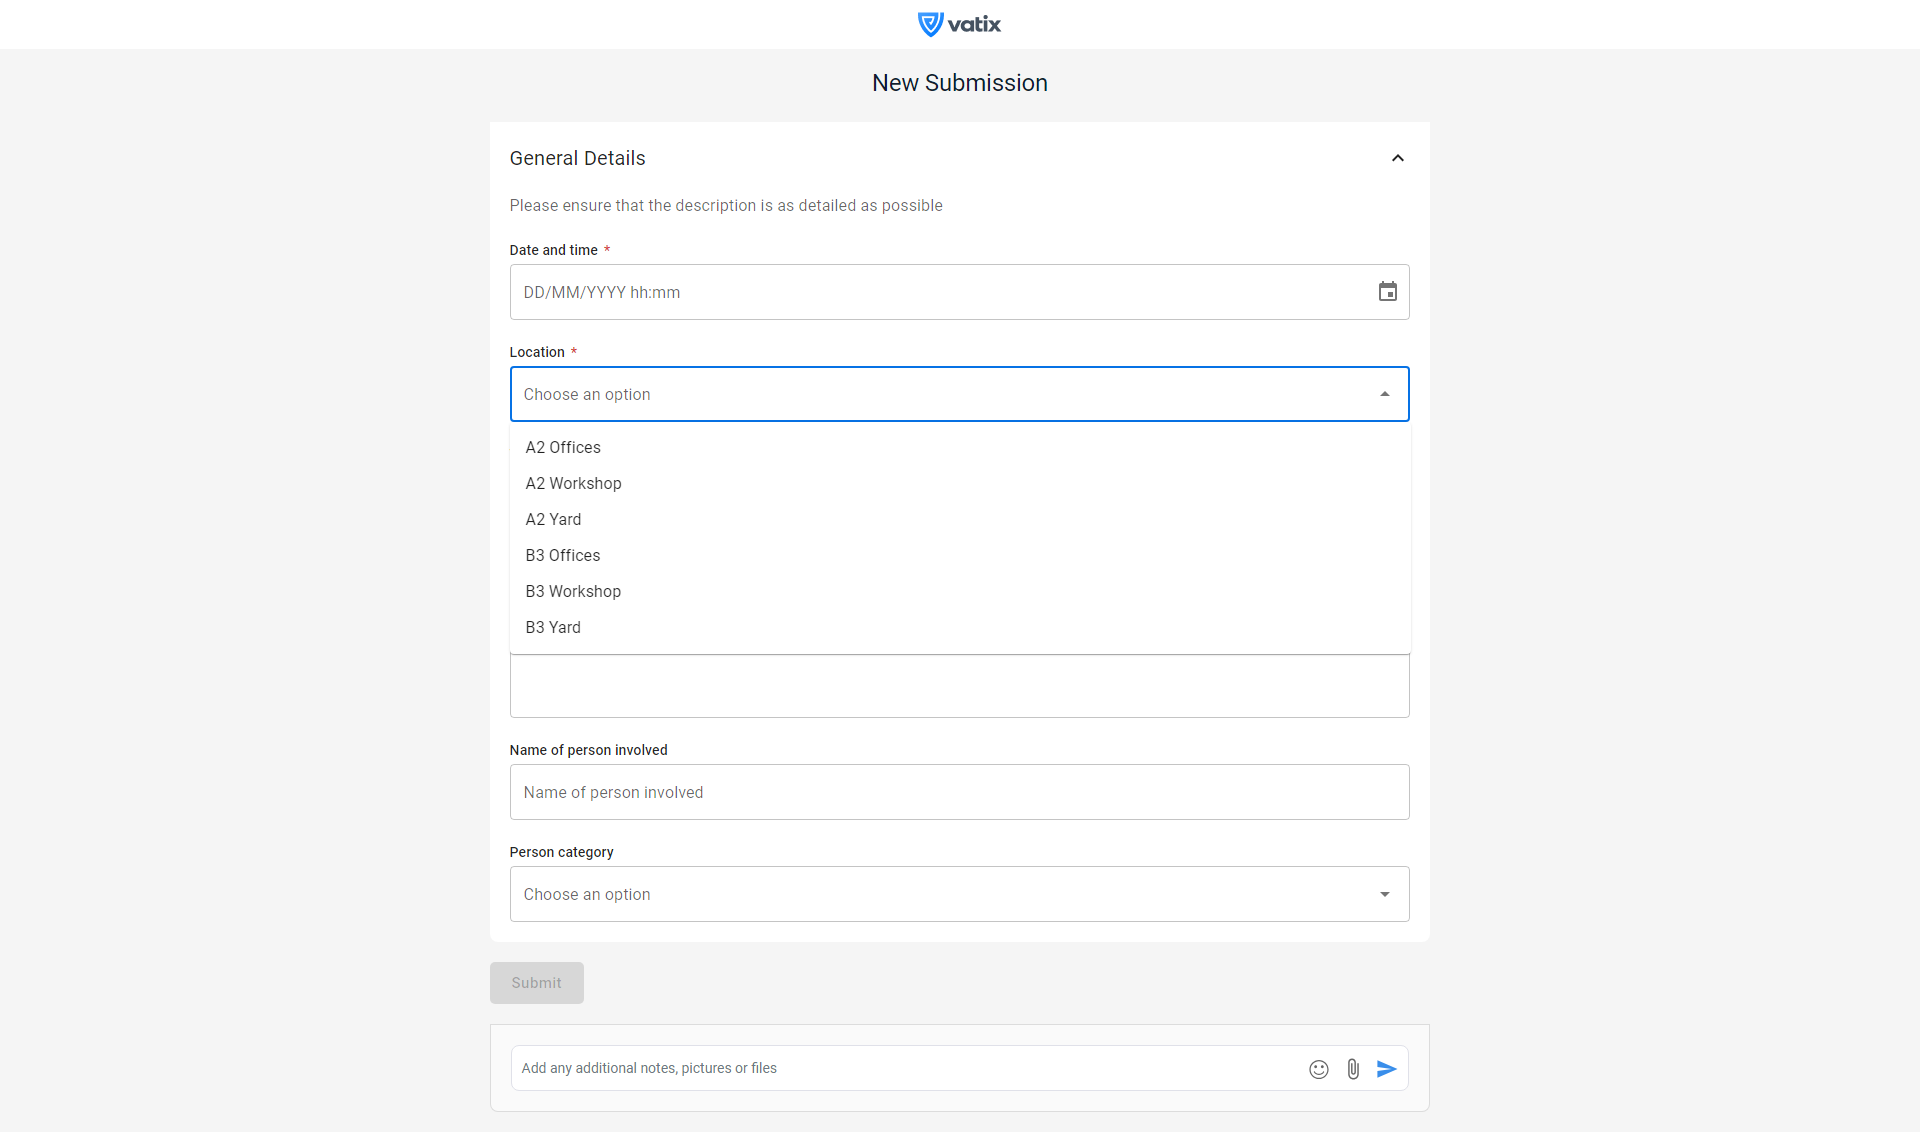 vatix
New Submission
General Details
Please ensure that the description is as detailed as possible
Date and time *
DD/MM/YYYY hh:mm
Location *
Choose an option
A2 Offices
A2 Workshop
A2 Yard
B3 Offices
B3 Workshop
B3 Yard
Name of person involved
Name of person involved
Person category
Choose an option
Submit
Add any additional notes, pictures or files